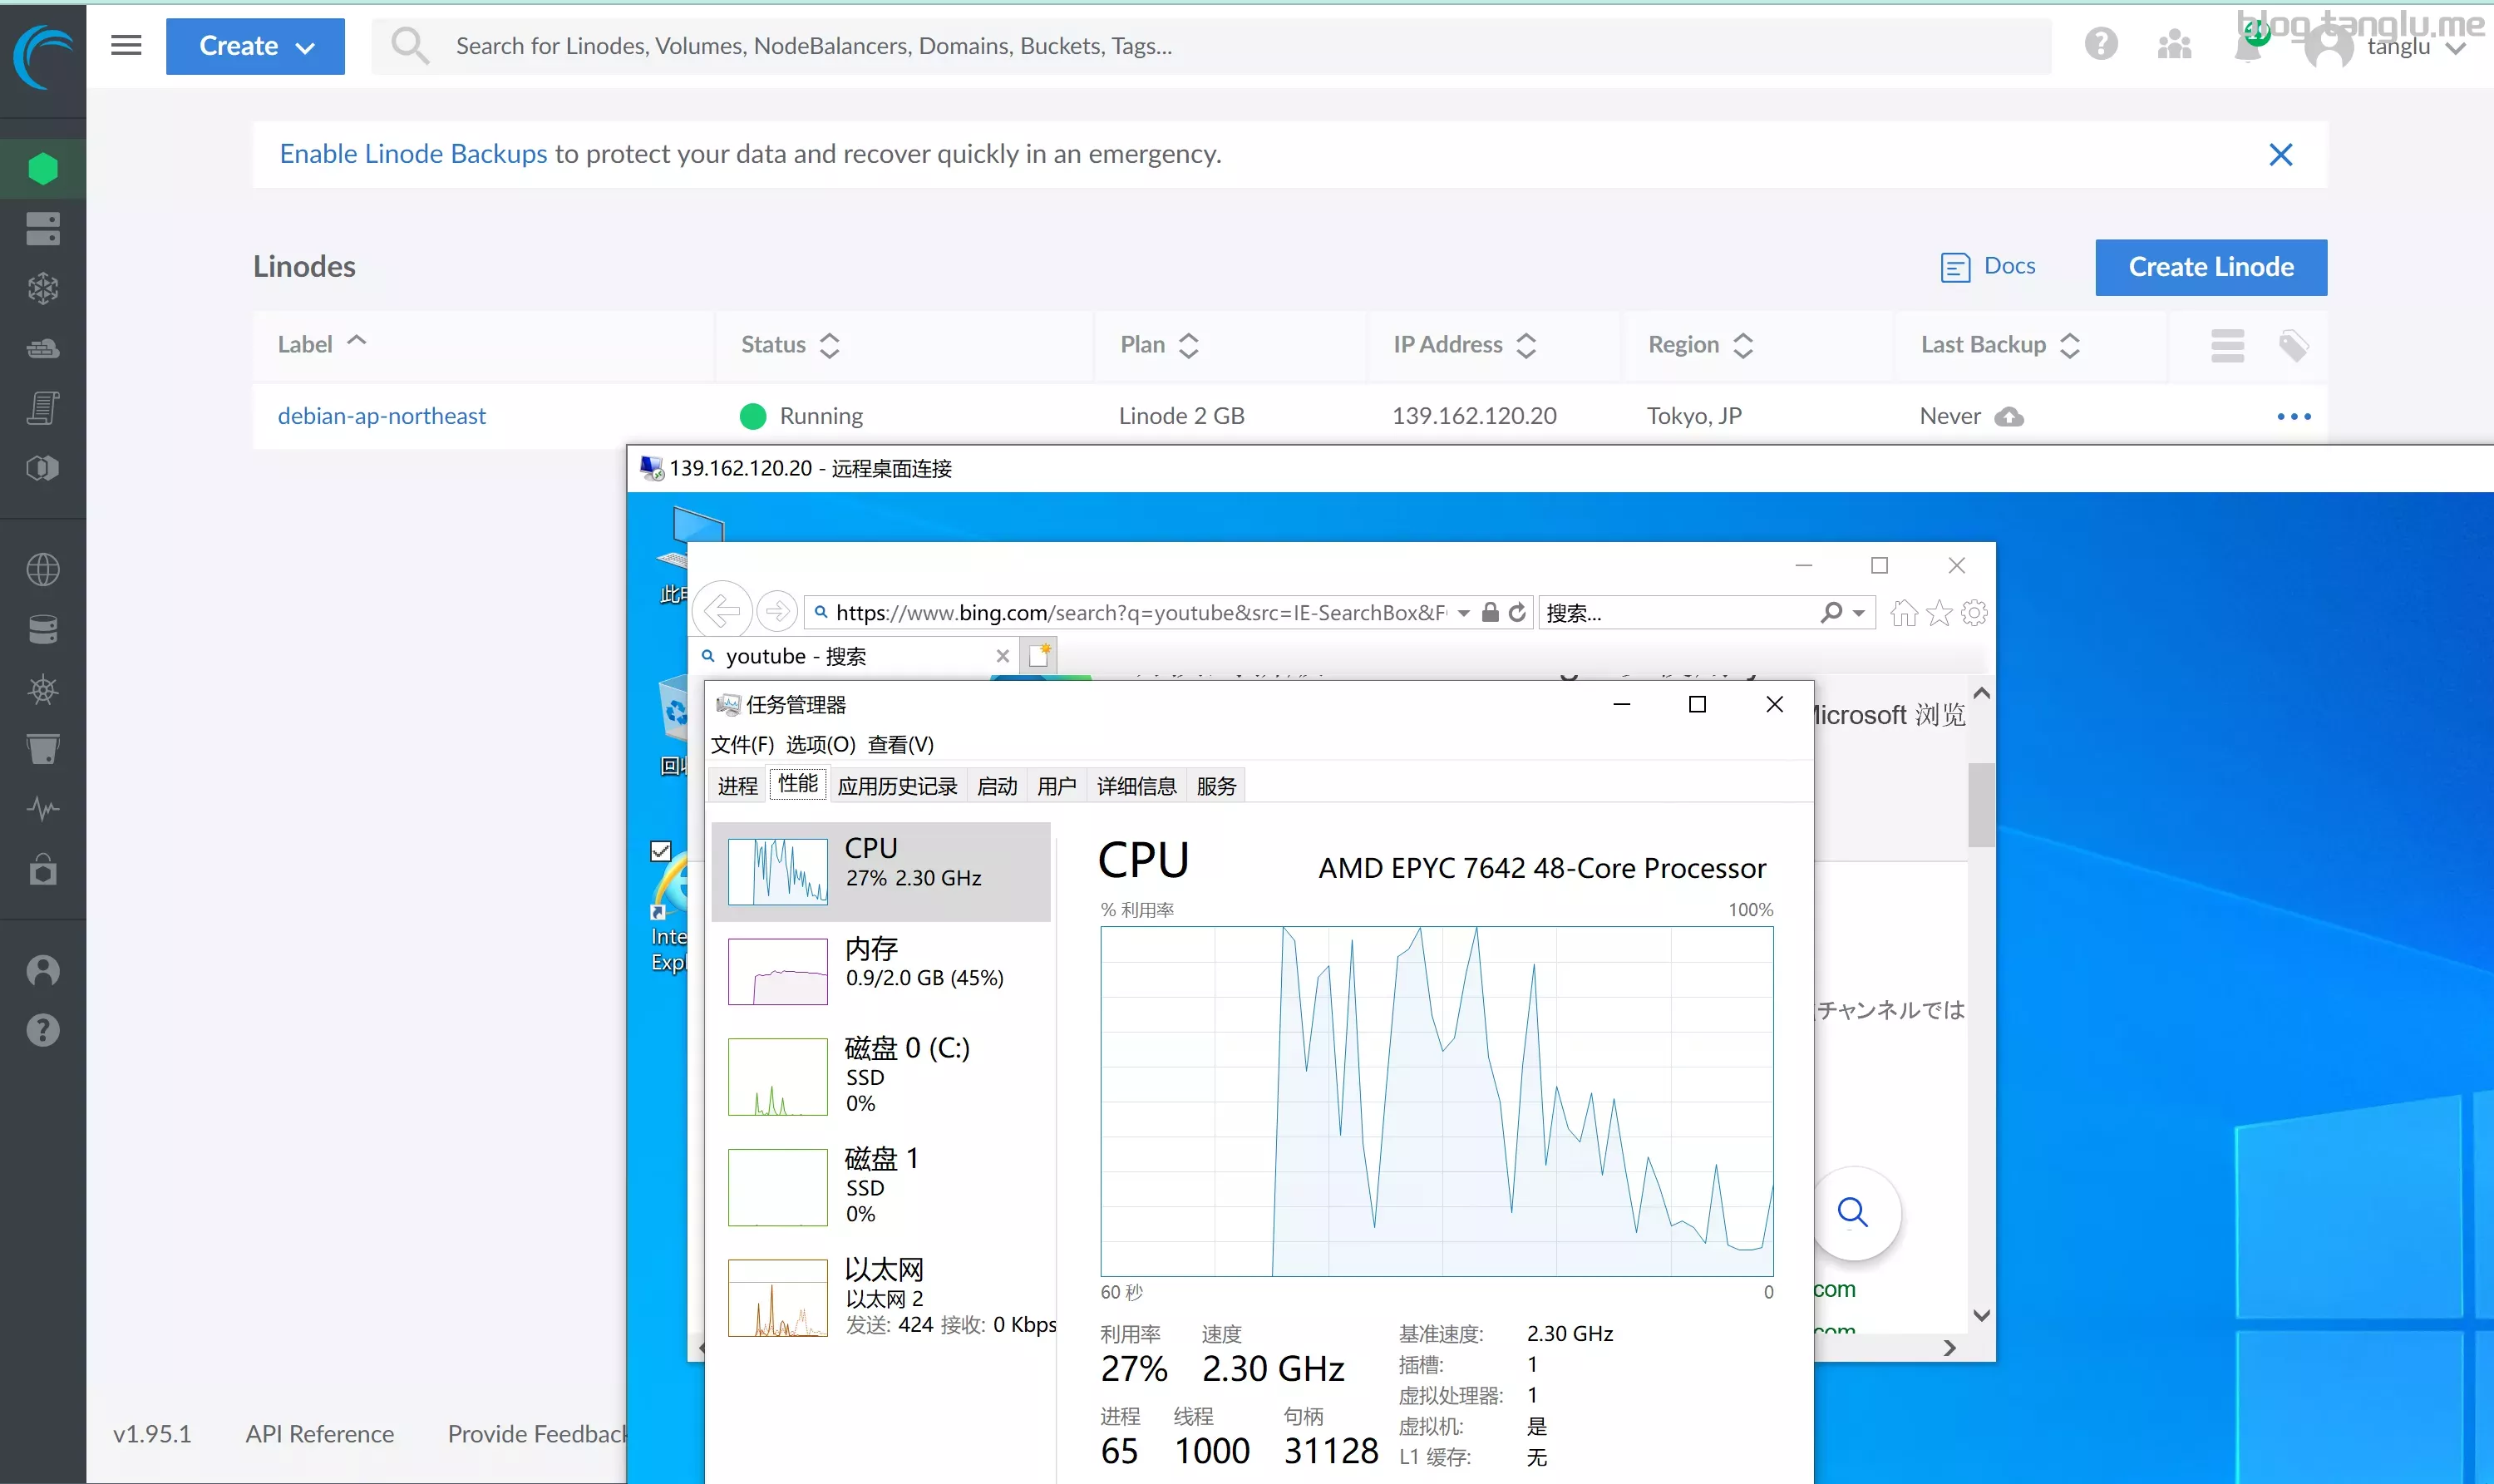 blog.tanglu.me
Create
Search for Linodes, Volumes, NodeBalancers, Domains, Buckets, Tags...
tanglu
Enable Linode Backups to protect your data and recover quickly in an emergency.
Linodes
Docs
Create Linode
Label
Status
Plan
IP Address
Region
Last Backup
debian-ap-northeast
Running
Linode 2 GB
139.162.120.20
Tokyo, JP
Never
139.162.120.20 - 远程桌面连接
https://www.bing.com/search?q=youtube&src=IE-SearchBox&F
搜索...
youtube - 搜索
任务管理器
Microsoft 浏览
文件(F) 选项(O) 查看(V)
进程 性能 应用历史记录 启动 用户 详细信息 服务
CPU
27% 2.30 GHz
内存
0.9/2.0 GB (45%)
磁盘 0 (C:)
SSD
0%
磁盘 1
SSD
0%
以太网
以太网 2
发送: 424 接收: 0 Kbps
CPU
AMD EPYC 7642 48-Core Processor
% 利用率
100%
60 秒
0
利用率
27%
速度
2.30 GHz
进程
65
线程
1000
句柄
31128
基准速度: 2.30 GHz
插槽: 1
虚拟处理器: 1
虚拟机: 是
L1 缓存: 无
チャンネルでは
com
com
Inte
Expl
v1.95.1
API Reference
Provide Feedback